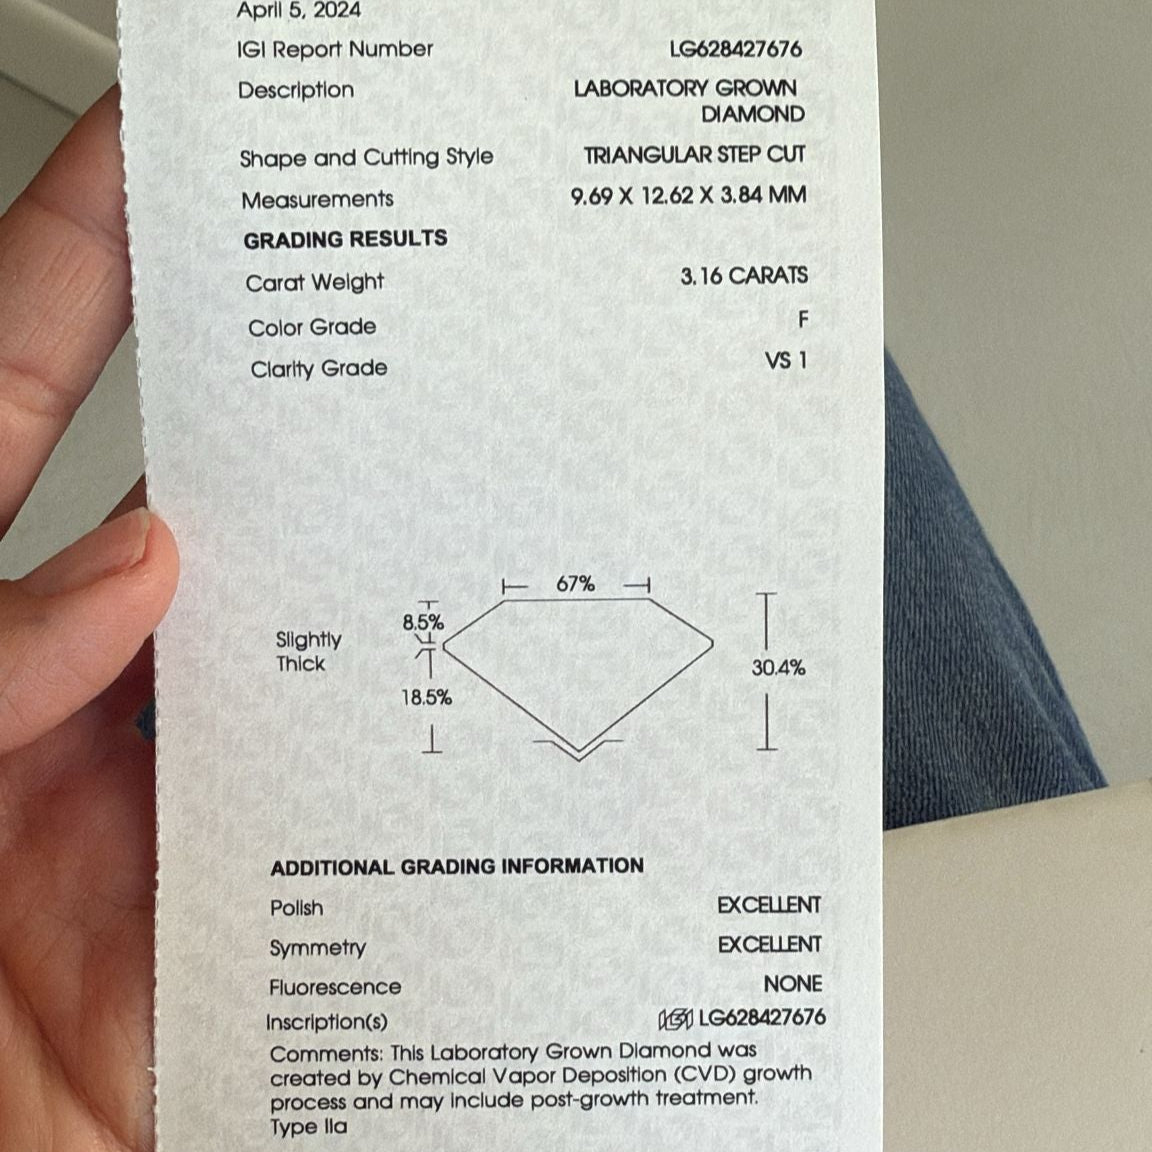 April 5, 2024
IGI Report Number LG628427676
Description LABORATORY GROWN
DIAMOND
Shape and Cutting Style TRIANGULAR STEP CUT
Measurements 9.69 X 12.62 X 3.84 MM
GRADING RESULTS
Carat Weight 3.16 CARATS
Color Grade F
Clarity Grade VS 1
67%
8.5%
Slightly
Thick
30.4%
18.5%
ADDITIONAL GRADING INFORMATION
Polish EXCELLENT
Symmetry EXCELLENT
Fluorescence NONE
Inscription(s) IGI LG628427676
Comments: This Laboratory Grown Diamond was
created by Chemical Vapor Deposition (CVD) growth
process and may include post-growth treatment.
Type IIa